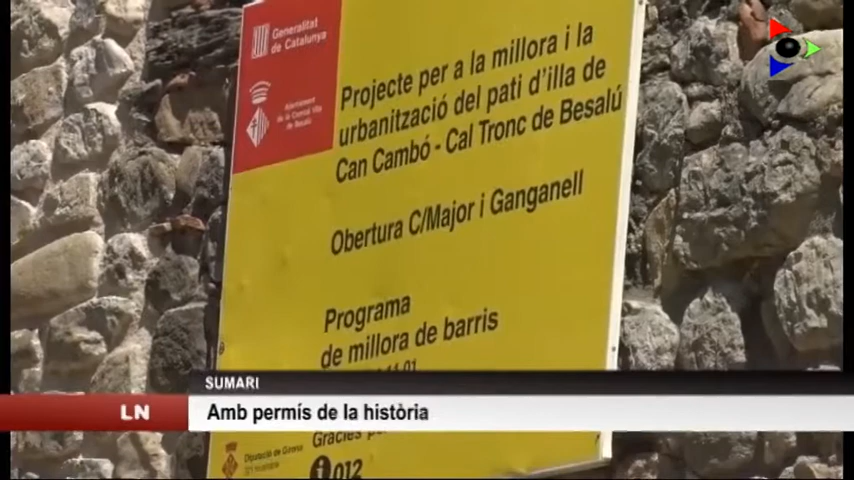 Generalitat
de Catalunya
Ajuntament
de la Comtal Vila
de Besalú
Projecte per a la millora i la
urbanització del pati d'illa de
Can Cambó - Cal Tronc de Besalú
Obertura C/Major i Ganganell
Programa
de millora de barris
SUMARI
LN
Amb permís de la història
Diputació de Girona
Gràcies
012